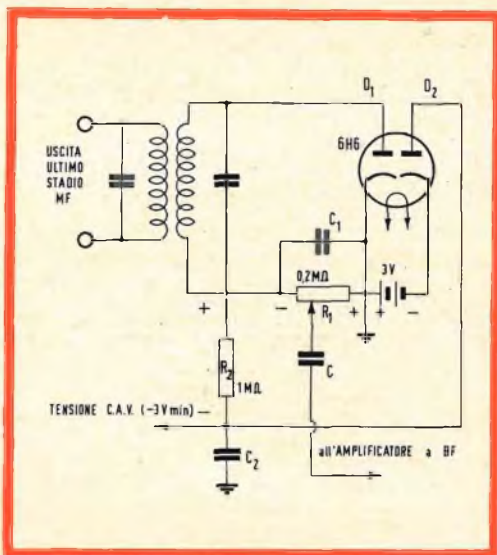 D₁ D₂
6H6
USCITA
ULTIMO
STADIO
MF
C₁
0,2MΩ
3V
+ - R₁ + + -
C
R₂
1MΩ
TENSIONE C.A.V. (-3V min) —
C₂
all'AMPLIFICATORE a BF